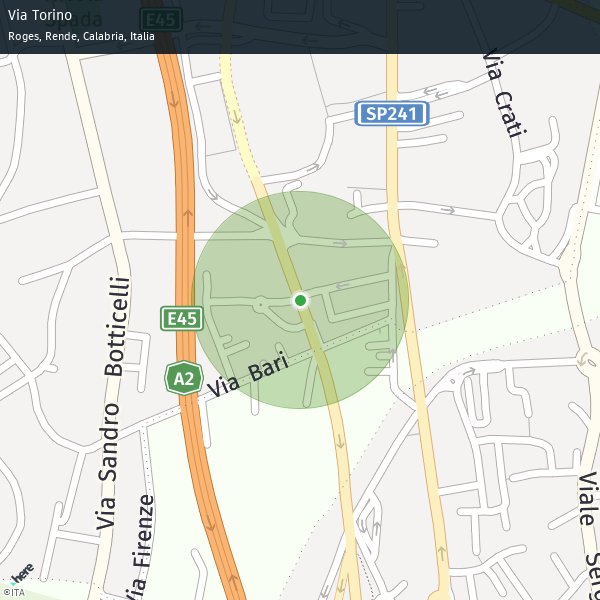 Via Torino
Roges, Rende, Calabria, Italia
E45
SP241
Via Crati
Via Sandro Botticelli
E45
A2
Via Bari
Via Firenze
Viale
here
©ITA